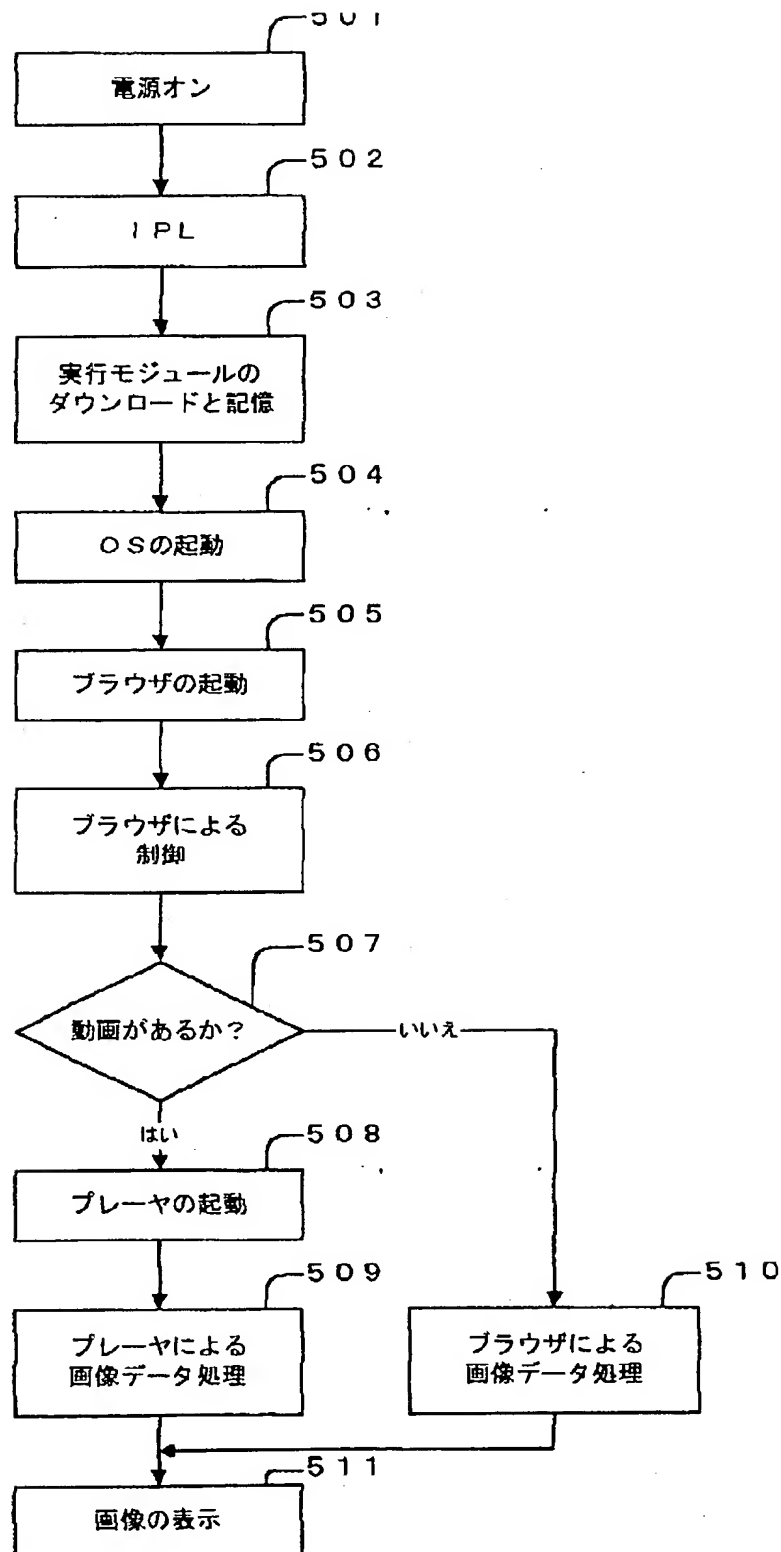 501
電源オン
502
IPL
503
実行モジュールの
ダウンロードと記憶
504
OSの起動
505
ブラウザの起動
506
ブラウザによる
制御
507
動画があるか?
いいえ
はい
508
プレーヤの起動
509
プレーヤによる
画像データ処理
510
ブラウザによる
画像データ処理
511
画像の表示